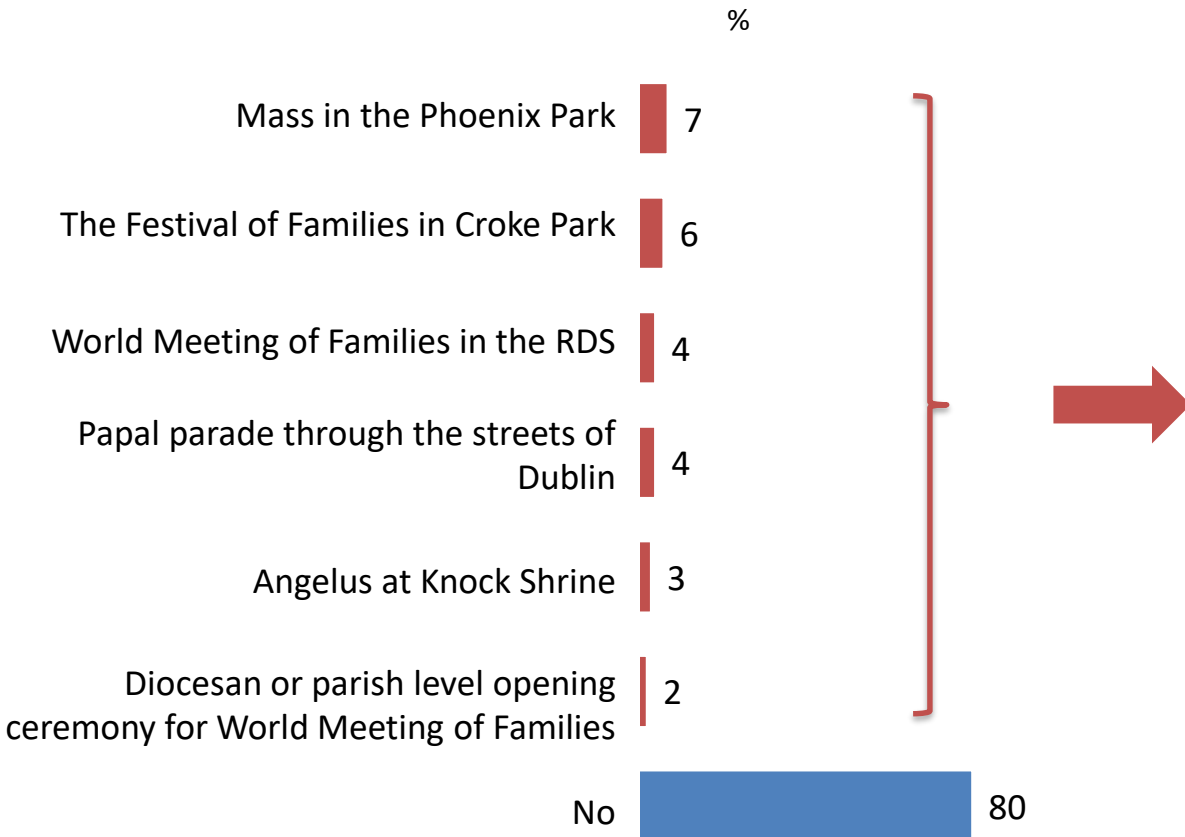 %
Mass in the Phoenix Park
7
The Festival of Families in Croke Park
6
World Meeting of Families in the RDS
4
Papal parade through the streets of
Dublin
4
Angelus at Knock Shrine
3
Diocesan or parish level opening
ceremony for World Meeting of Families
2
No
80